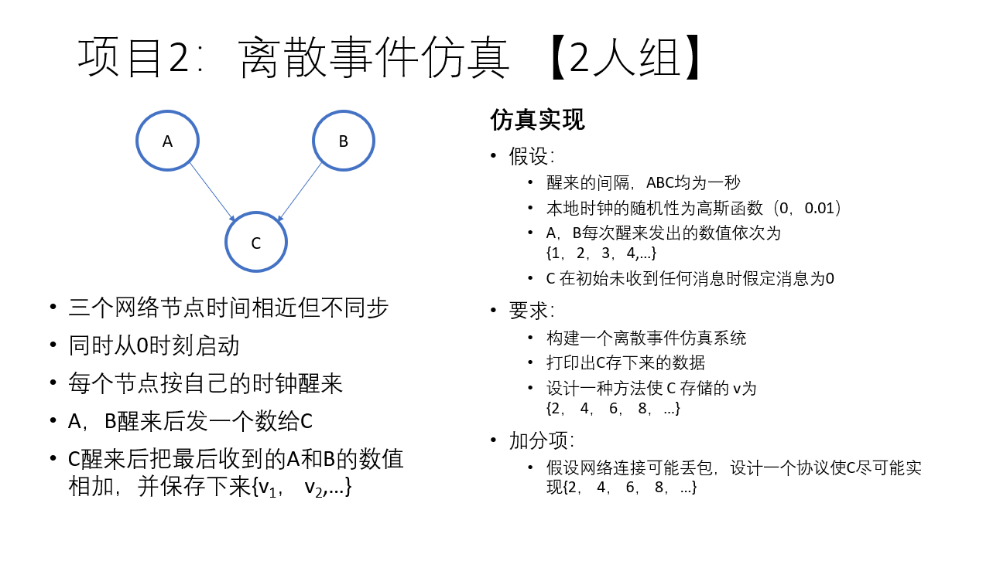 项目2：离散事件仿真 【2人组】
A
B
C
• 三个网络节点时间相近但不同步
• 同时从0时刻启动
• 每个节点按自己的时钟醒来
• A，B醒来后发一个数给C
• C醒来后把最后收到的A和B的数值
相加，并保存下来{v1， v2,…}
仿真实现
• 假设：
• 醒来的间隔，ABC均为一秒
• 本地时钟的随机性为高斯函数（0，0.01）
• A，B每次醒来发出的数值依次为
{1，2，3，4,…}
• C 在初始未收到任何消息时假定消息为0
• 要求：
• 构建一个离散事件仿真系统
• 打印出C存下来的数据
• 设计一种方法使 C 存储的 v为
{2， 4， 6， 8，…}
• 加分项：
• 假设网络连接可能丢包，设计一个协议使C尽可能实
现{2， 4， 6， 8，…}